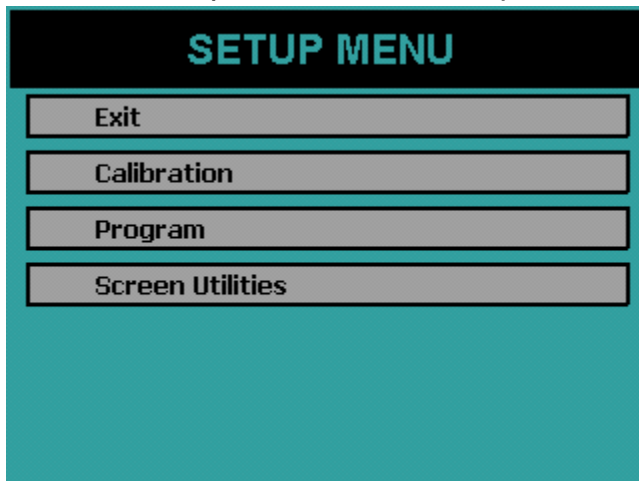 SETUP MENU
Exit
Calibration
Program
Screen Utilities